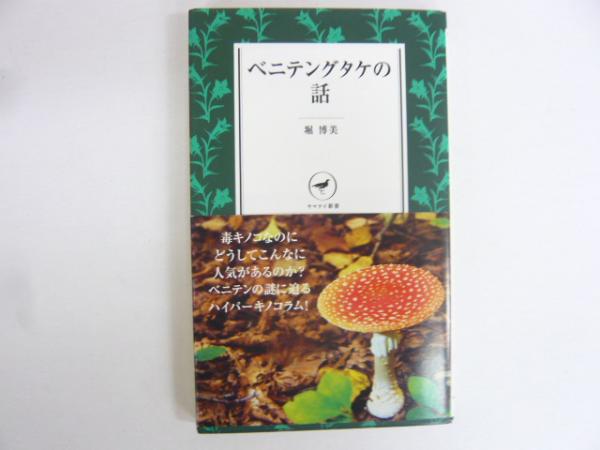 ベニテングタケの
話
堀 博美
ヤマケイ新書
毒キノコなのに
どうしてこんなに
人気があるのか?
ベニテンの謎に迫る
ハイパーキノコラム!